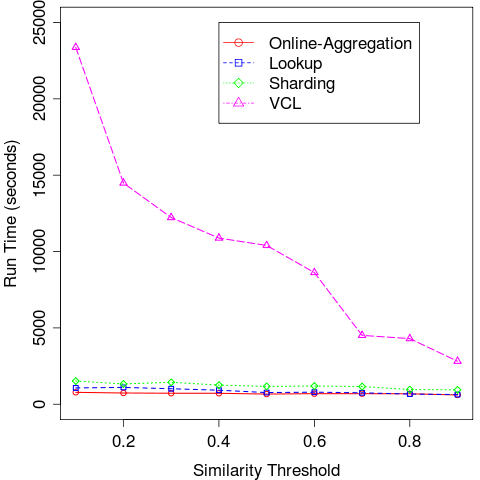 Online-Aggregation
Lookup
Sharding
VCL
25000
20000
15000
10000
5000
0
Run Time (seconds)
0.2 0.4 0.6 0.8
Similarity Threshold